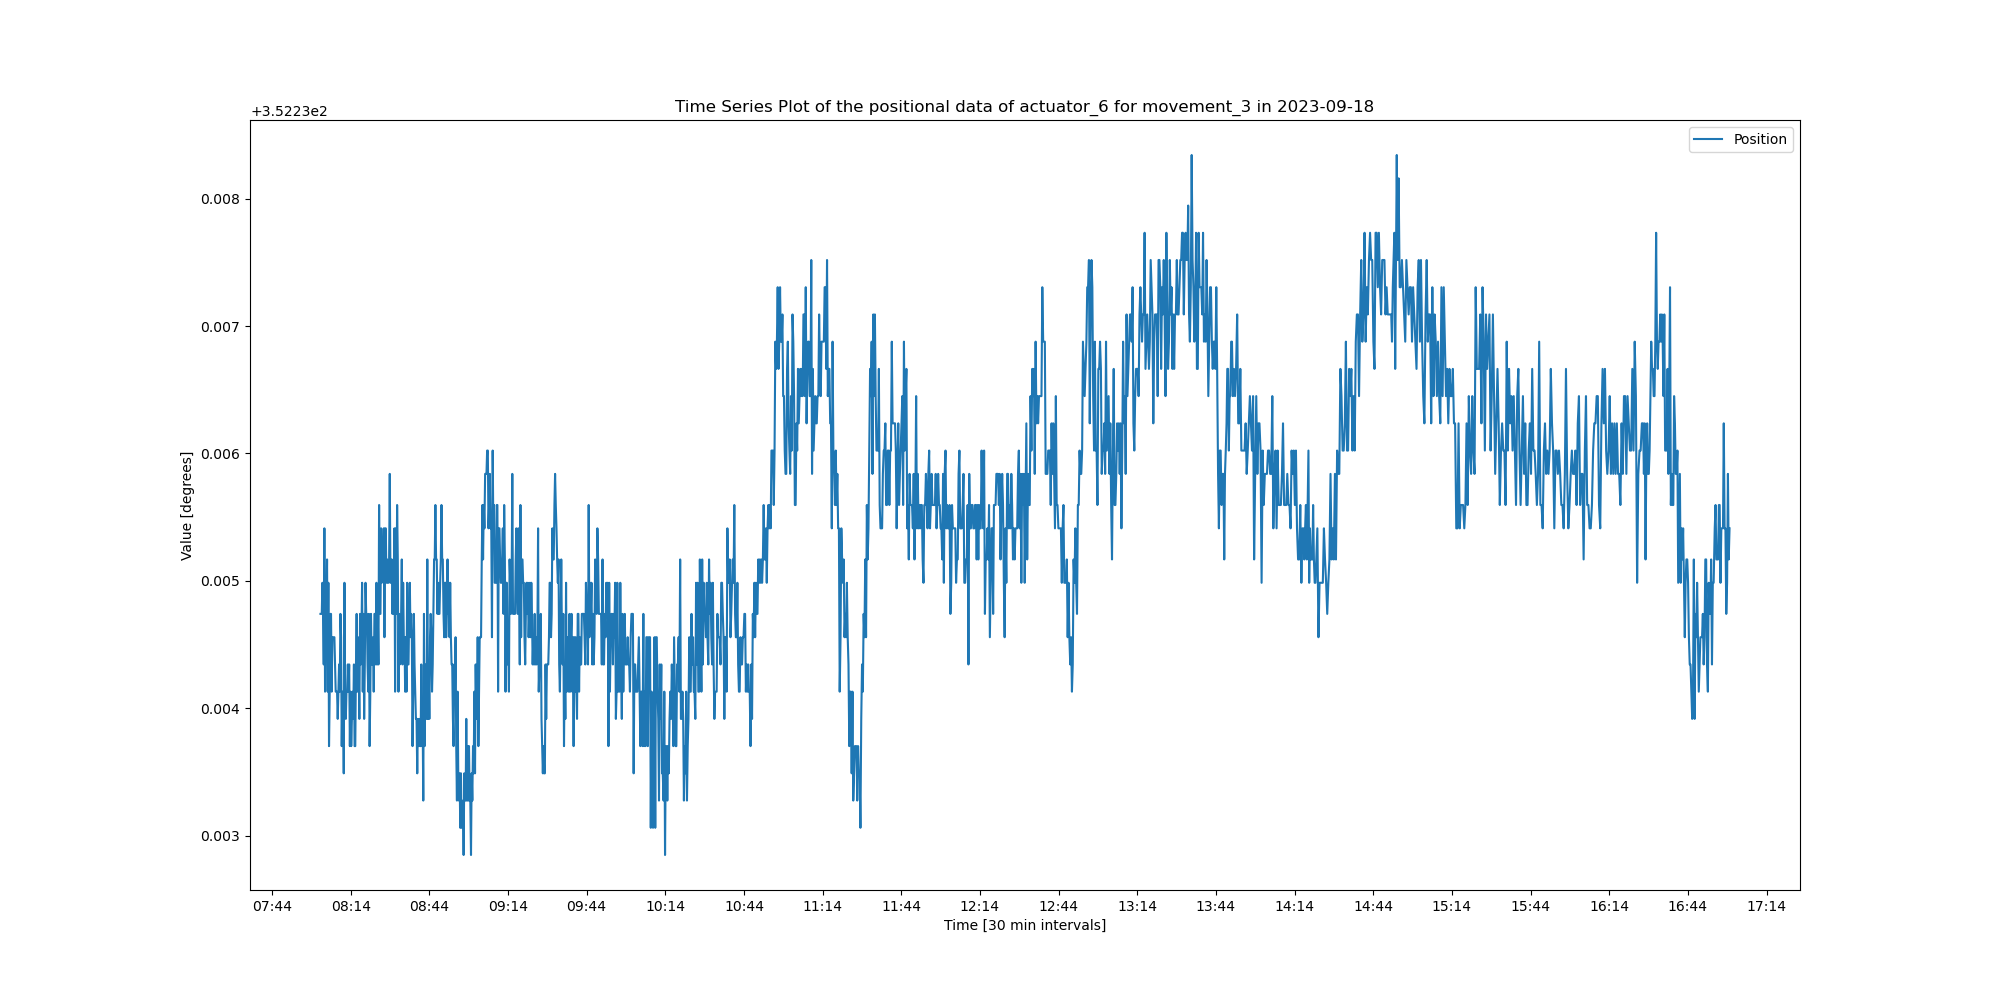 Time Series Plot of the positional data of actuator_6 for movement_3 in 2023-09-18
+3.5223e2
Position
0.008
0.007
0.006
0.005
0.004
0.003
Value [degrees]
07:44 08:14 08:44 09:14 09:44 10:14 10:44 11:14 11:44 12:14 12:44 13:14 13:44 14:14 14:44 15:14 15:44 16:14 16:44 17:14
Time [30 min intervals]